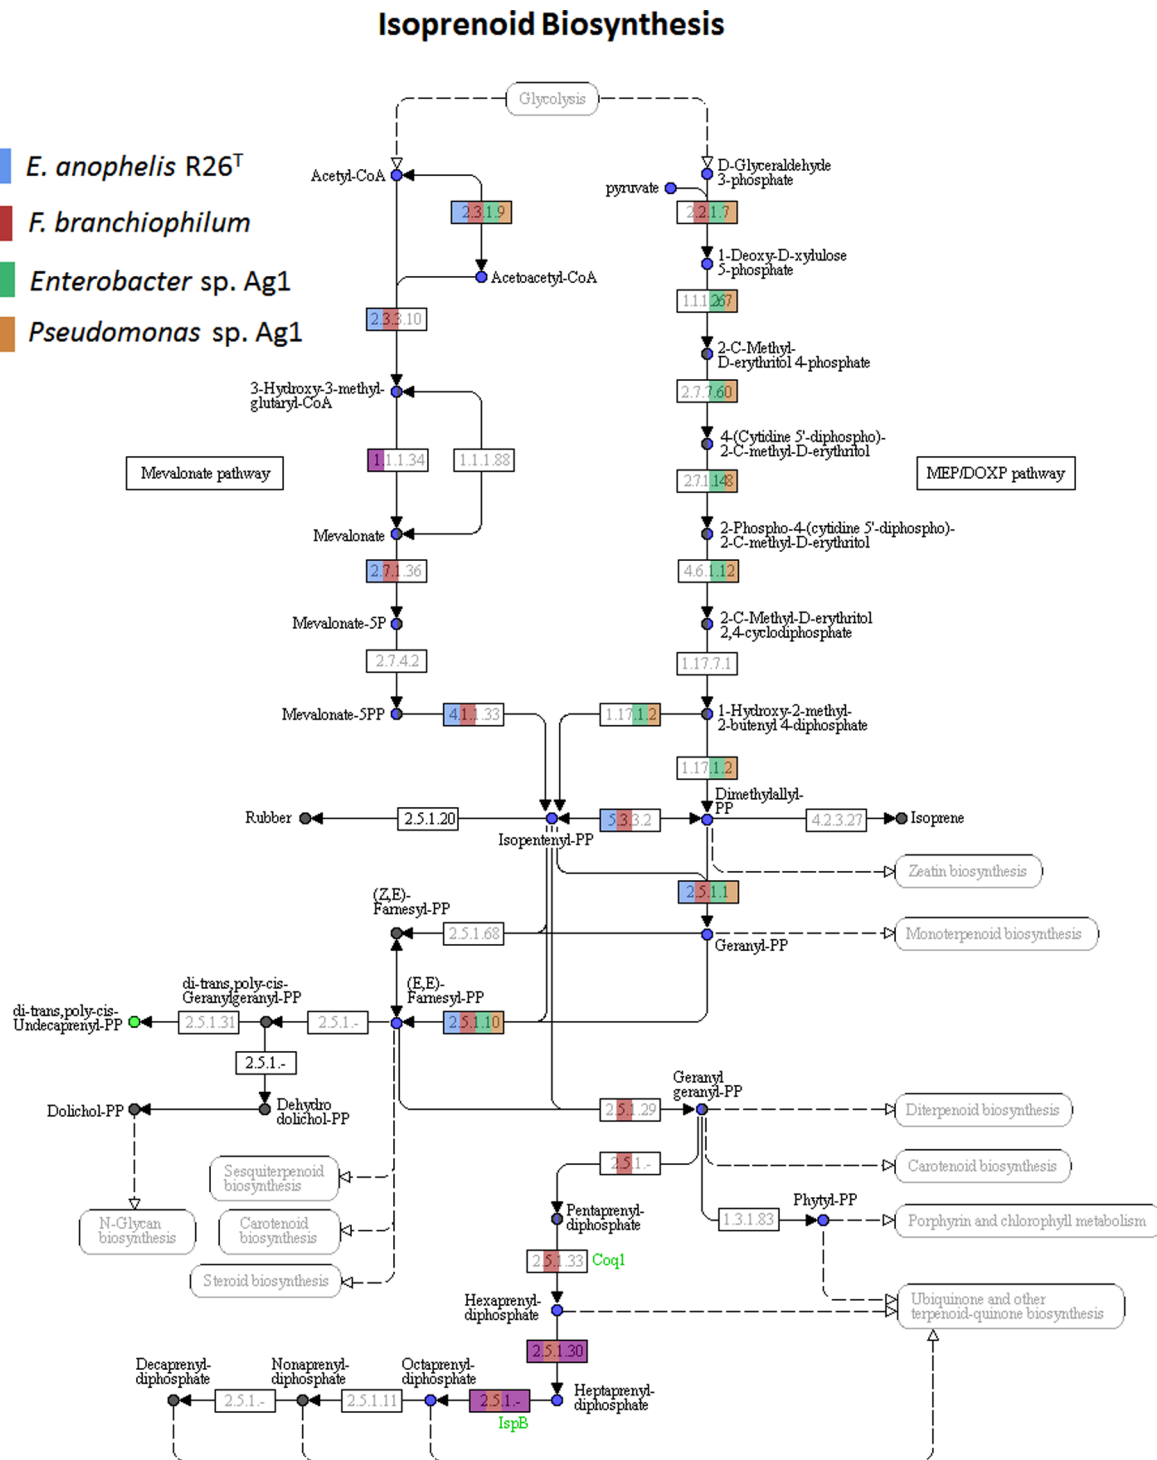 Isoprenoid Biosynthesis
Glycolysis
E. anophelis R26T
F. branchiophilum
Enterobacter sp. Ag1
Pseudomonas sp. Ag1
Acetyl-CoA
2.3.1.9
Acetoacetyl-CoA
2.3.3.10
3-Hydroxy-3-methyl-
glutaryl-CoA
1.1.1.34
1.1.1.88
Mevalonate pathway
Mevalonate
2.7.1.36
Mevalonate-5P
2.7.4.2
Mevalonate-5PP
4.1.1.33
pyruvate
D-Glyceraldehyde
3-phosphate
2.2.1.7
1-Deoxy-D-xylulose
5-phosphate
1.1.1.267
2-C-Methyl-
D-erythritol 4-phosphate
2.7.7.60
4-(Cytidine 5'-diphospho)-
2-C-methyl-D-erythritol
2.7.1.148
MEP/DOXP pathway
2-Phospho-4-(cytidine 5'-diphospho)-
2-C-methyl-D-erythritol
4.6.1.12
2-C-Methyl-D-erythritol
2,4-cyclodiphosphate
1.17.7.1
1.17.1.2
1-Hydroxy-2-methyl-
2-butenyl 4-diphosphate
1.17.1.2
Dimethylallyl-
PP
Rubber
2.5.1.20
Isopentenyl-PP
5.3.3.2
4.2.3.27
Isoprene
Zeatin biosynthesis
2.5.1.1
(Z,E)-
Farnesyl-PP
2.5.1.68
Geranyl-PP
Monoterpenoid biosynthesis
di-trans,poly-cis-
Undecaprenyl-PP
2.5.1.31
di-trans,poly-cis-
Geranylgeranyl-PP
2.5.1.-
(E,E)-
Farnesyl-PP
2.5.1.10
2.5.1.-
Dolichol-PP
Dehydro
dolichol-PP
2.5.1.29
Geranyl
geranyl-PP
Diterpenoid biosynthesis
2.5.1.-
Carotenoid biosynthesis
Sesquiterpenoid
biosynthesis
N-Glycan
biosynthesis
Carotenoid
biosynthesis
Steroid biosynthesis
Pentaprenyl-
diphosphate
1.3.1.83
Phytyl-PP
Porphyrin and chlorophyll metabolism
2.5.1.33
Coq1
Hexaprenyl-
diphosphate
Ubiquinone and other
terpenoid-quinone biosynthesis
2.5.1.30
Decaprenyl-
diphosphate
2.5.1.-
Nonaprenyl-
diphosphate
2.5.1.11
Octaprenyl-
diphosphate
2.5.1.-
IspB
Heptaprenyl-
diphosphate